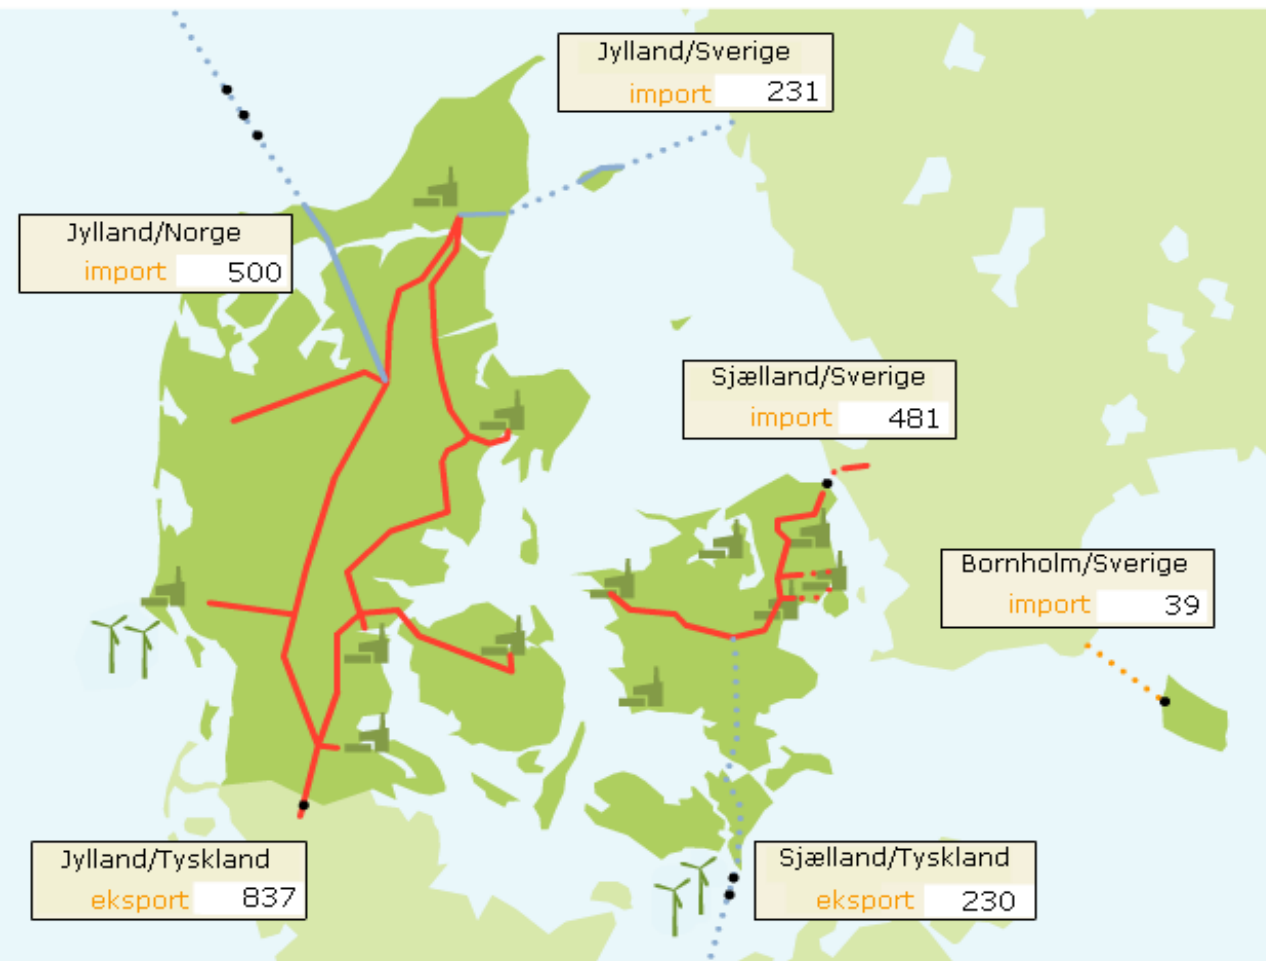 Jylland/Sverige
import 231
Jylland/Norge
import 500
Sjælland/Sverige
import 481
Bornholm/Sverige
import 39
Jylland/Tyskland
eksport 837
Sjælland/Tyskland
eksport 230